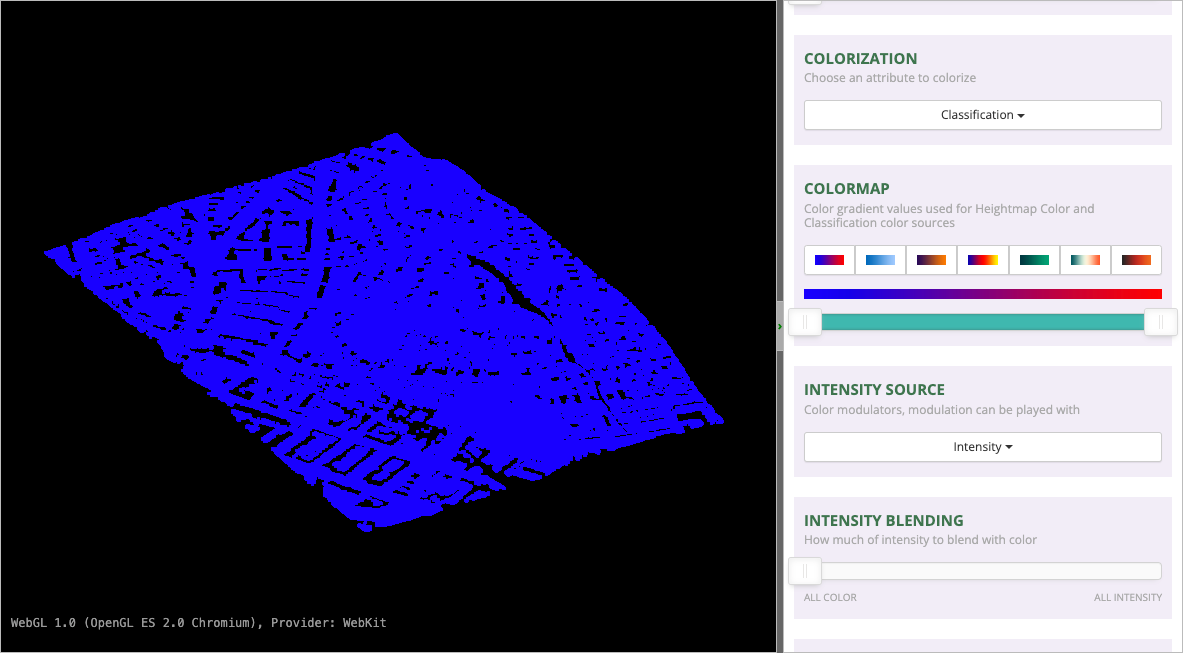 COLORIZATION
Choose an attribute to colorize
Classification
COLORMAP
Color gradient values used for Heightmap Color and
Classification color sources
INTENSITY SOURCE
Color modulators, modulation can be played with
Intensity
INTENSITY BLENDING
How much of intensity to blend with color
ALL COLOR ALL INTENSITY
WebGL 1.0 (OpenGL ES 2.0 Chromium), Provider: WebKit